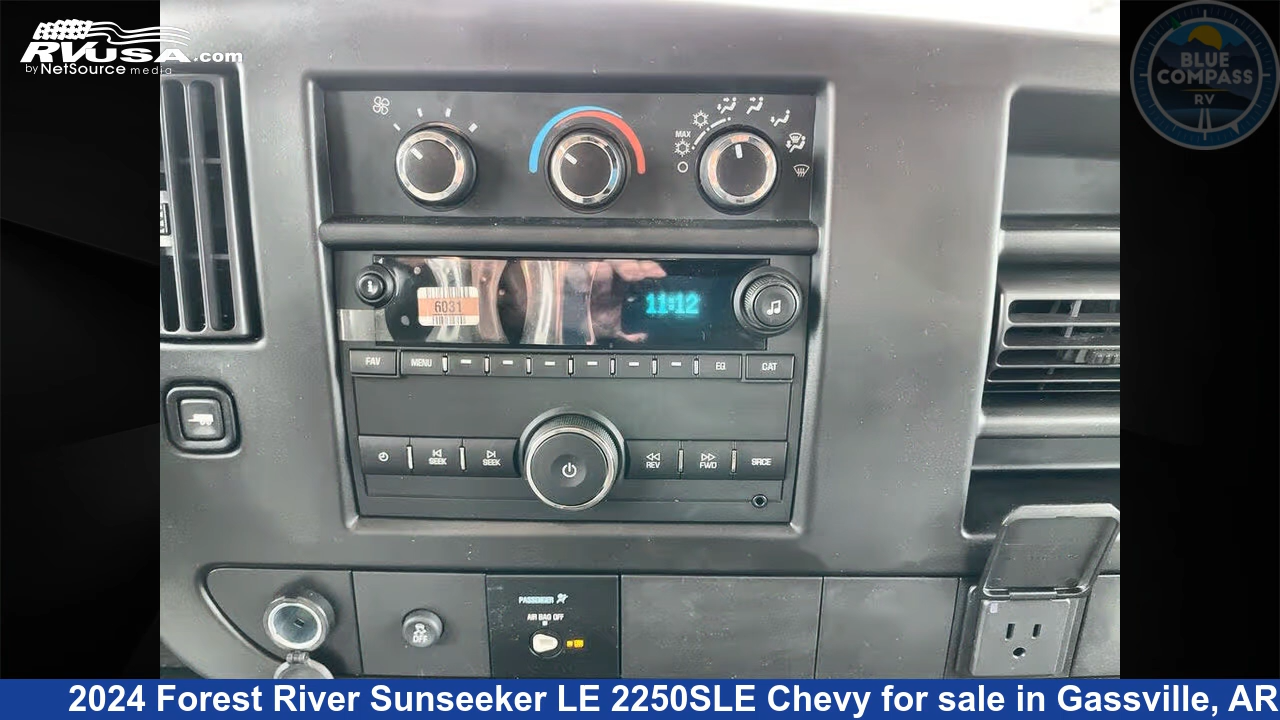 RVUSA.com
by NetSource media
BLUE
COMPASS
RV
MAX
6031
11:12
FAV MENU EQ CAT
SEEK SEEK REV FWD SRCE
OFF
PASSENGER
AIR BAG OFF
2024 Forest River Sunseeker LE 2250SLE Chevy for sale in Gassville, AR